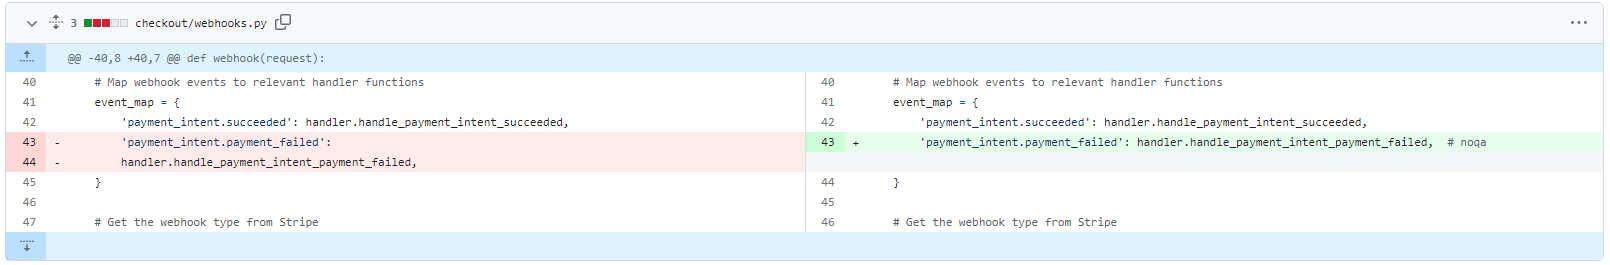 3 checkout/webhooks.py
@@ -40,8 +40,7 @@ def webhook(request):
40 # Map webhook events to relevant handler functions
41 event_map = {
42 'payment_intent.succeeded': handler.handle_payment_intent_succeeded,
43 - 'payment_intent.payment_failed':
44 - handler.handle_payment_intent_payment_failed,
45 }
46
47 # Get the webhook type from Stripe
40 # Map webhook events to relevant handler functions
41 event_map = {
42 'payment_intent.succeeded': handler.handle_payment_intent_succeeded,
43 + 'payment_intent.payment_failed': handler.handle_payment_intent_payment_failed,  # noqa
44 }
45
46 # Get the webhook type from Stripe